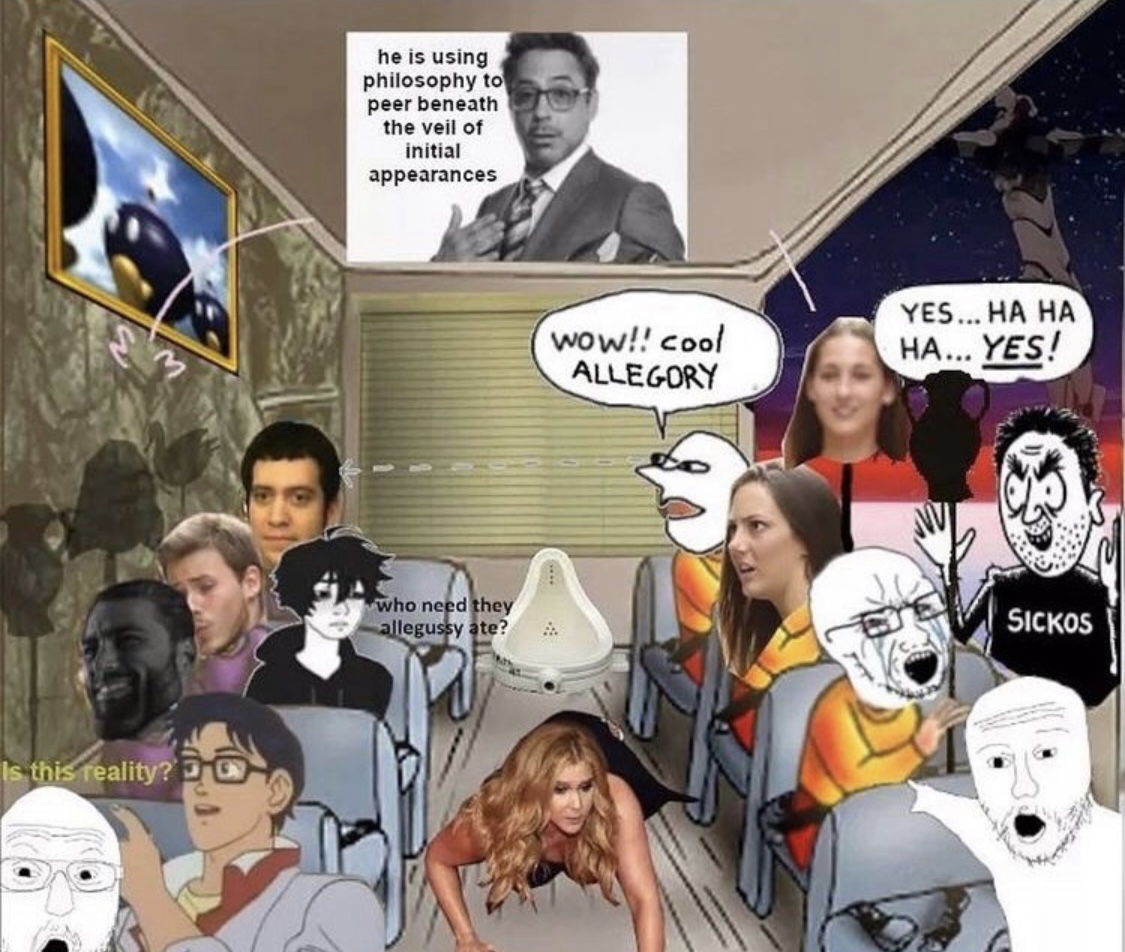 he is using
philosophy to
peer beneath
the veil of
initial
appearances
WOW!! cool
ALLEGORY
YES... HA HA
HA... YES!
SICKOS
who need they
allegussy ate?
Is this reality?